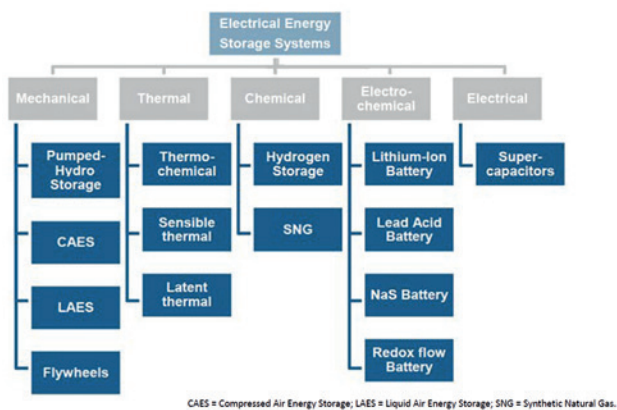 Electrical Energy
Storage Systems
Mechanical
Thermal
Chemical
Electro-
chemical
Electrical
Pumped-
Hydro
Storage
CAES
LAES
Flywheels
Thermo-
chemical
Sensible
thermal
Latent
thermal
Hydrogen
Storage
SNG
Lithium-Ion
Battery
Lead Acid
Battery
NaS Battery
Redox flow
Battery
Super-
capacitors
CAES = Compressed Air Energy Storage; LAES = Liquid Air Energy Storage; SNG = Synthetic Natural Gas.